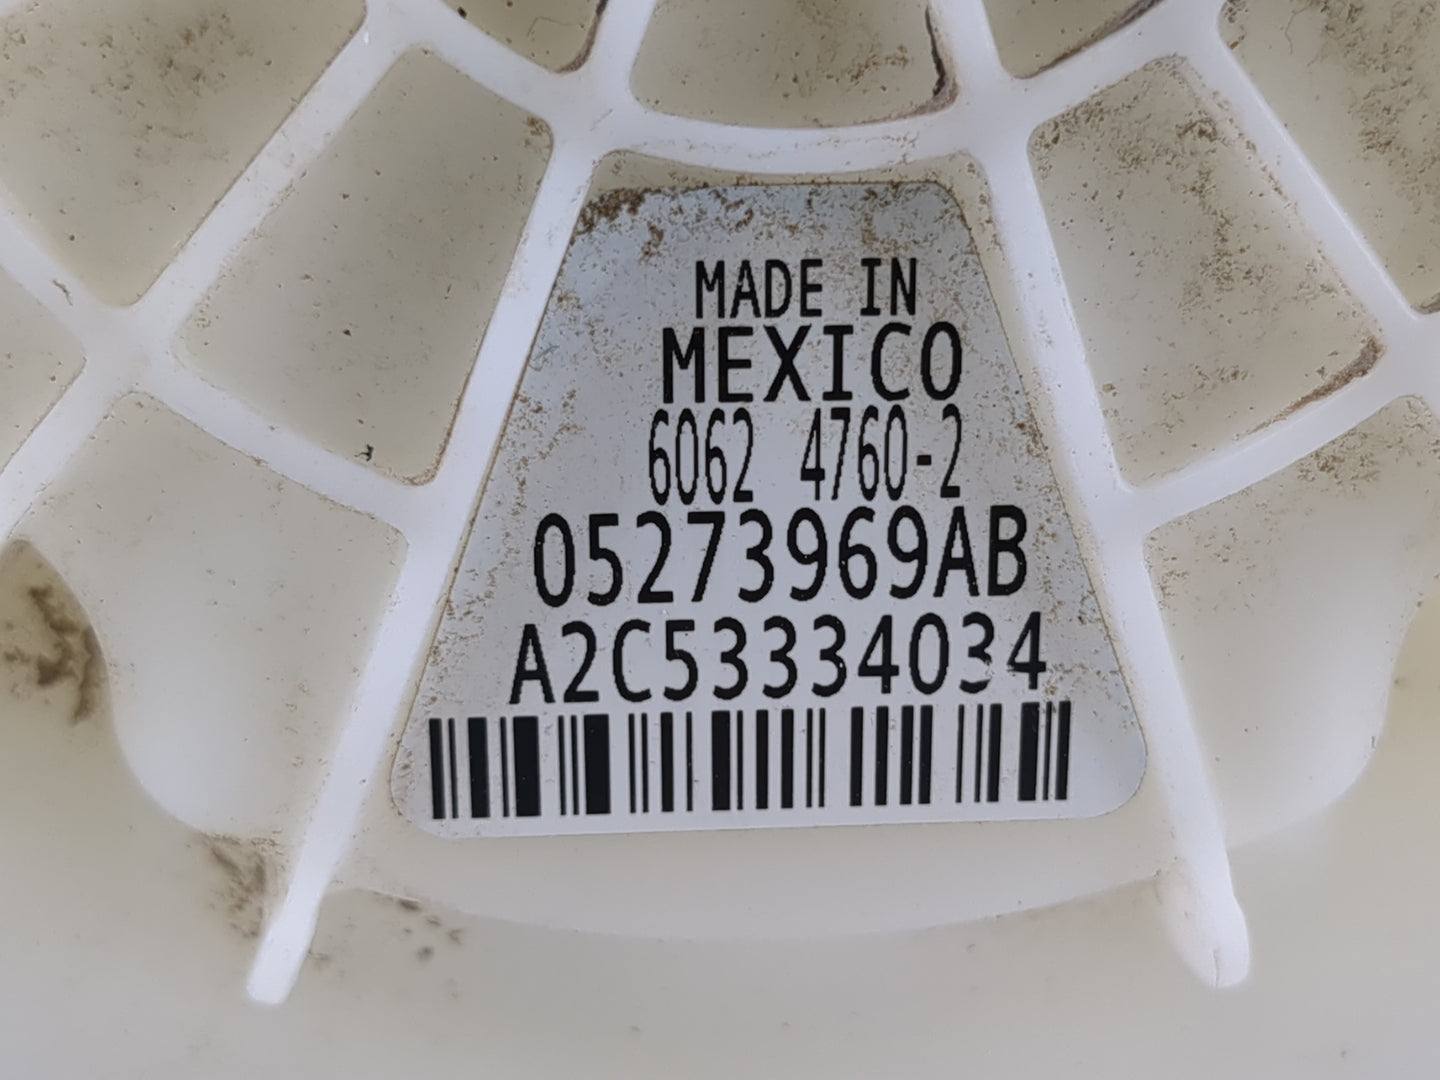 MADE IN
MEXICO
6062 4760-2
05273969AB
A2C53334034